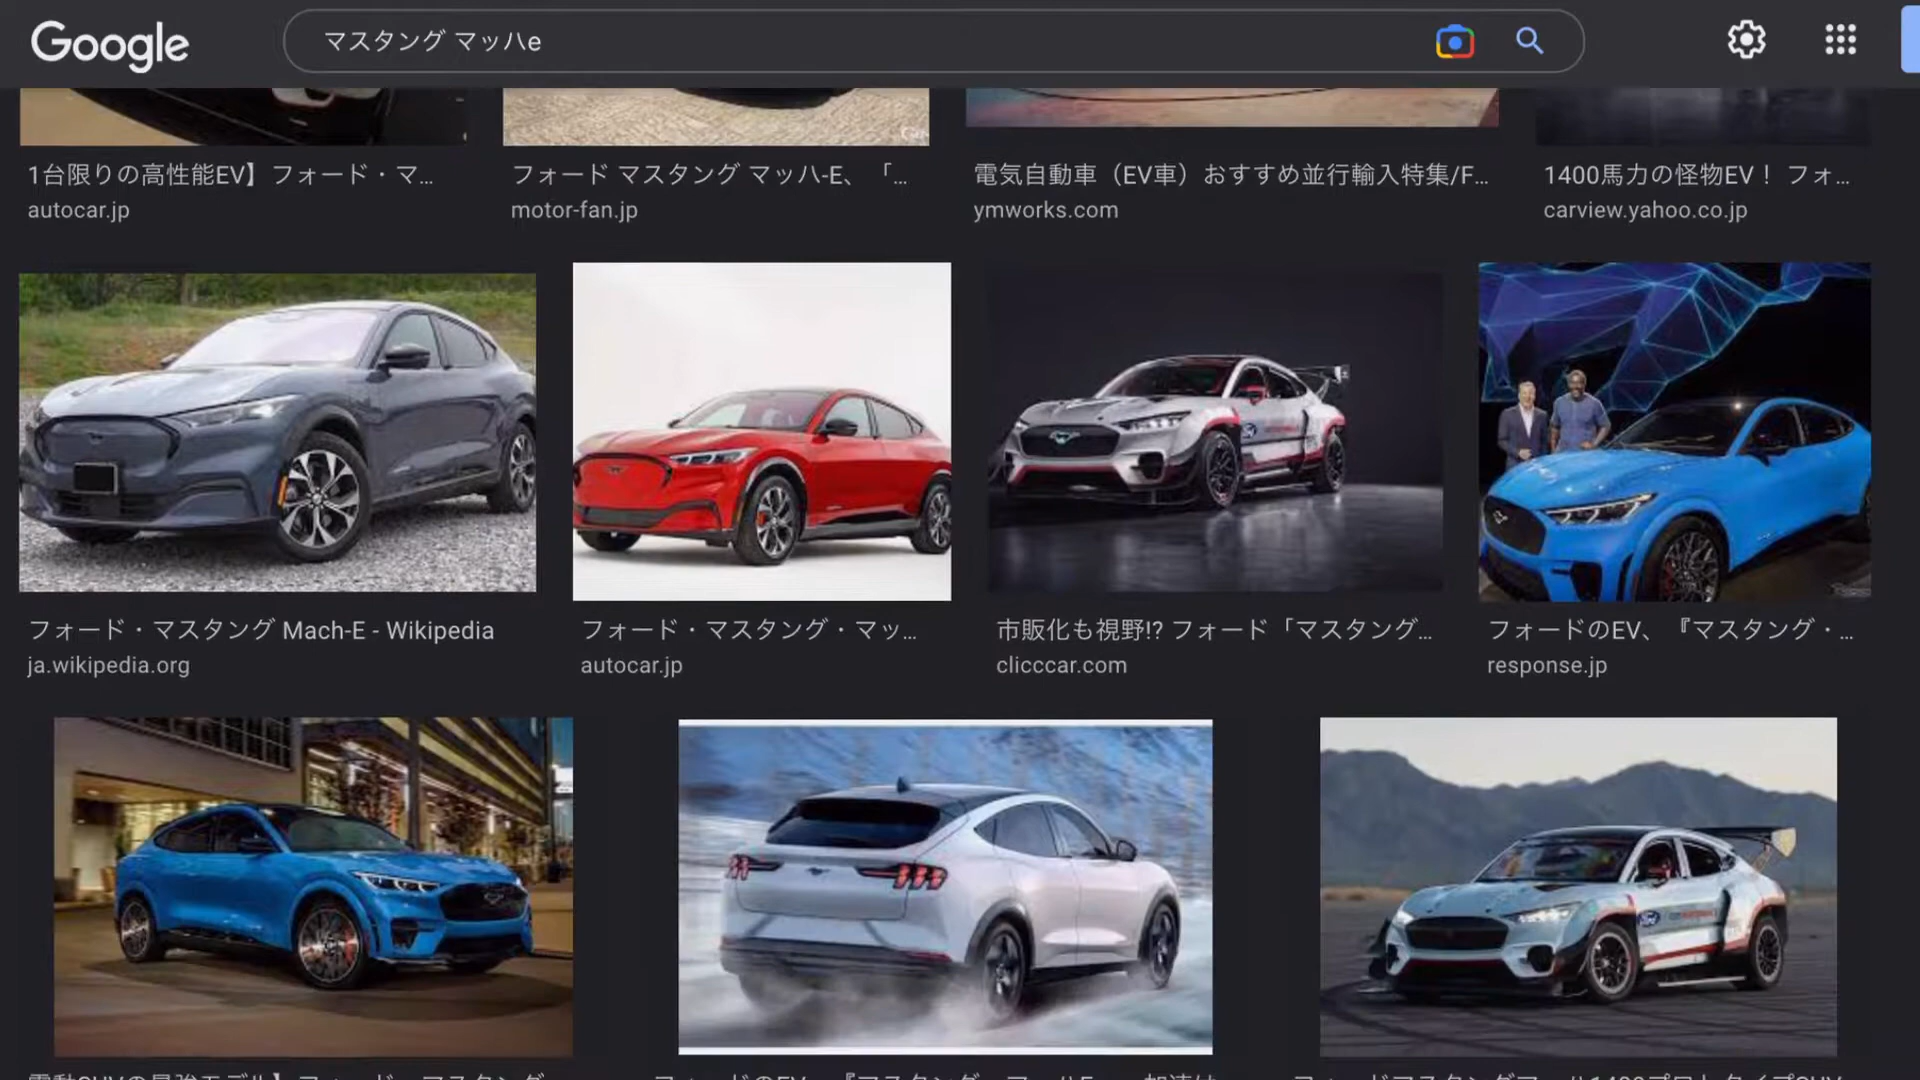 Google
マスタング マッハe
1台限りの高性能EV】フォード・マ...
autocar.jp
フォード マスタング マッハ-E、「...
motor-fan.jp
電気自動車（EV車）おすすめ並行輸入特集/F...
ymworks.com
1400馬力の怪物EV！ フォ...
carview.yahoo.co.jp
フォード・マスタング Mach-E - Wikipedia
ja.wikipedia.org
フォード・マスタング・マッ...
autocar.jp
市販化も視野!? フォード「マスタング...
clicccar.com
フォードのEV、『マスタング・...
response.jp